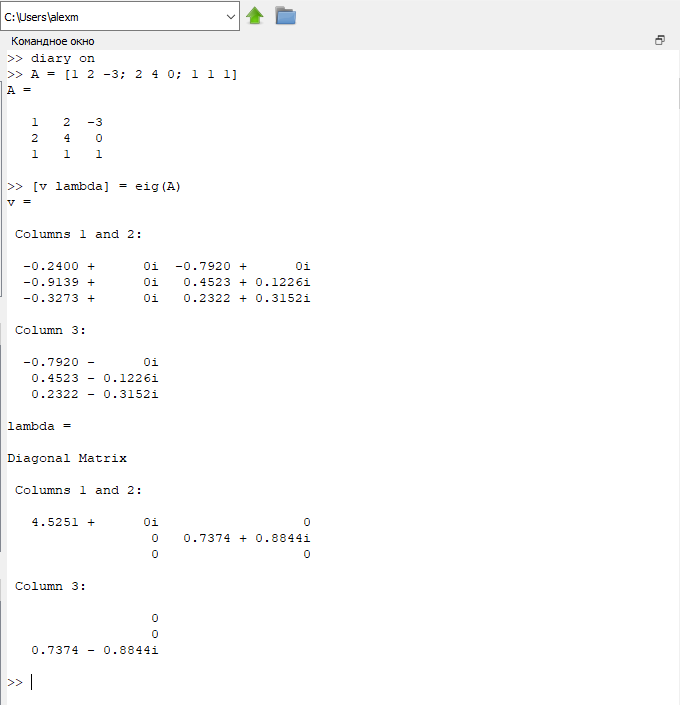 C:\Users\alexm
Командное окно
>> diary on
>> A = [1 2 -3; 2 4 0; 1 1 1]
A =
1 2 -3
2 4 0
1 1 1
>> [v lambda] = eig(A)
v =
Columns 1 and 2:
-0.2400 + 0i -0.7920 + 0i
-0.9139 + 0i 0.4523 + 0.1226i
-0.3273 + 0i 0.2322 + 0.3152i
Column 3:
-0.7920 - 0i
0.4523 - 0.1226i
0.2322 - 0.3152i
lambda =
Diagonal Matrix
Columns 1 and 2:
4.5251 + 0i 0
0 0.7374 + 0.8844i
0 0
Column 3:
0
0
0.7374 - 0.8844i
>>